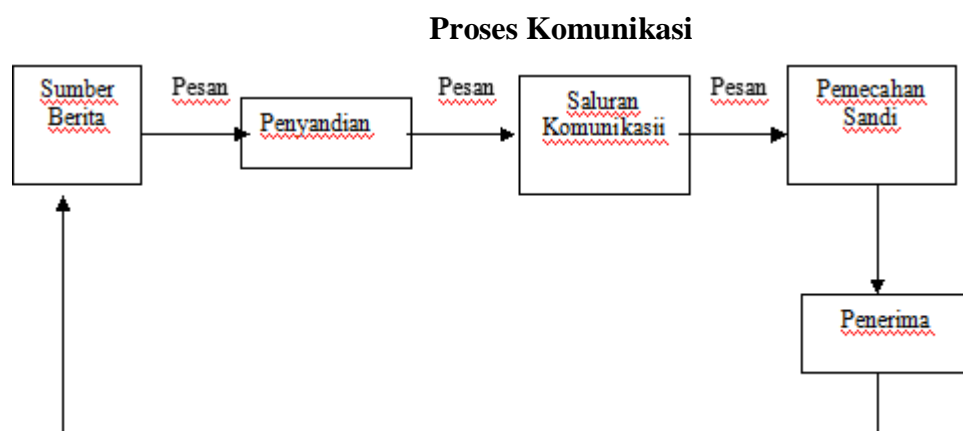 Proses Komunikasi
Sumber
Berita
Pesan
Penyandian
Pesan
Saluran
Komunikasii
Pesan
Pemecahan
Sandi
Penerima